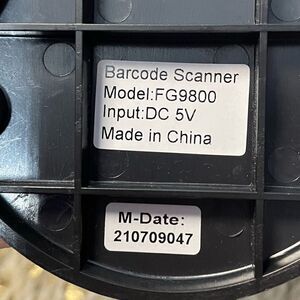 Barcode Scanner
Model:FG9800
Input:DC 5V
Made in China
M-Date:
210709047